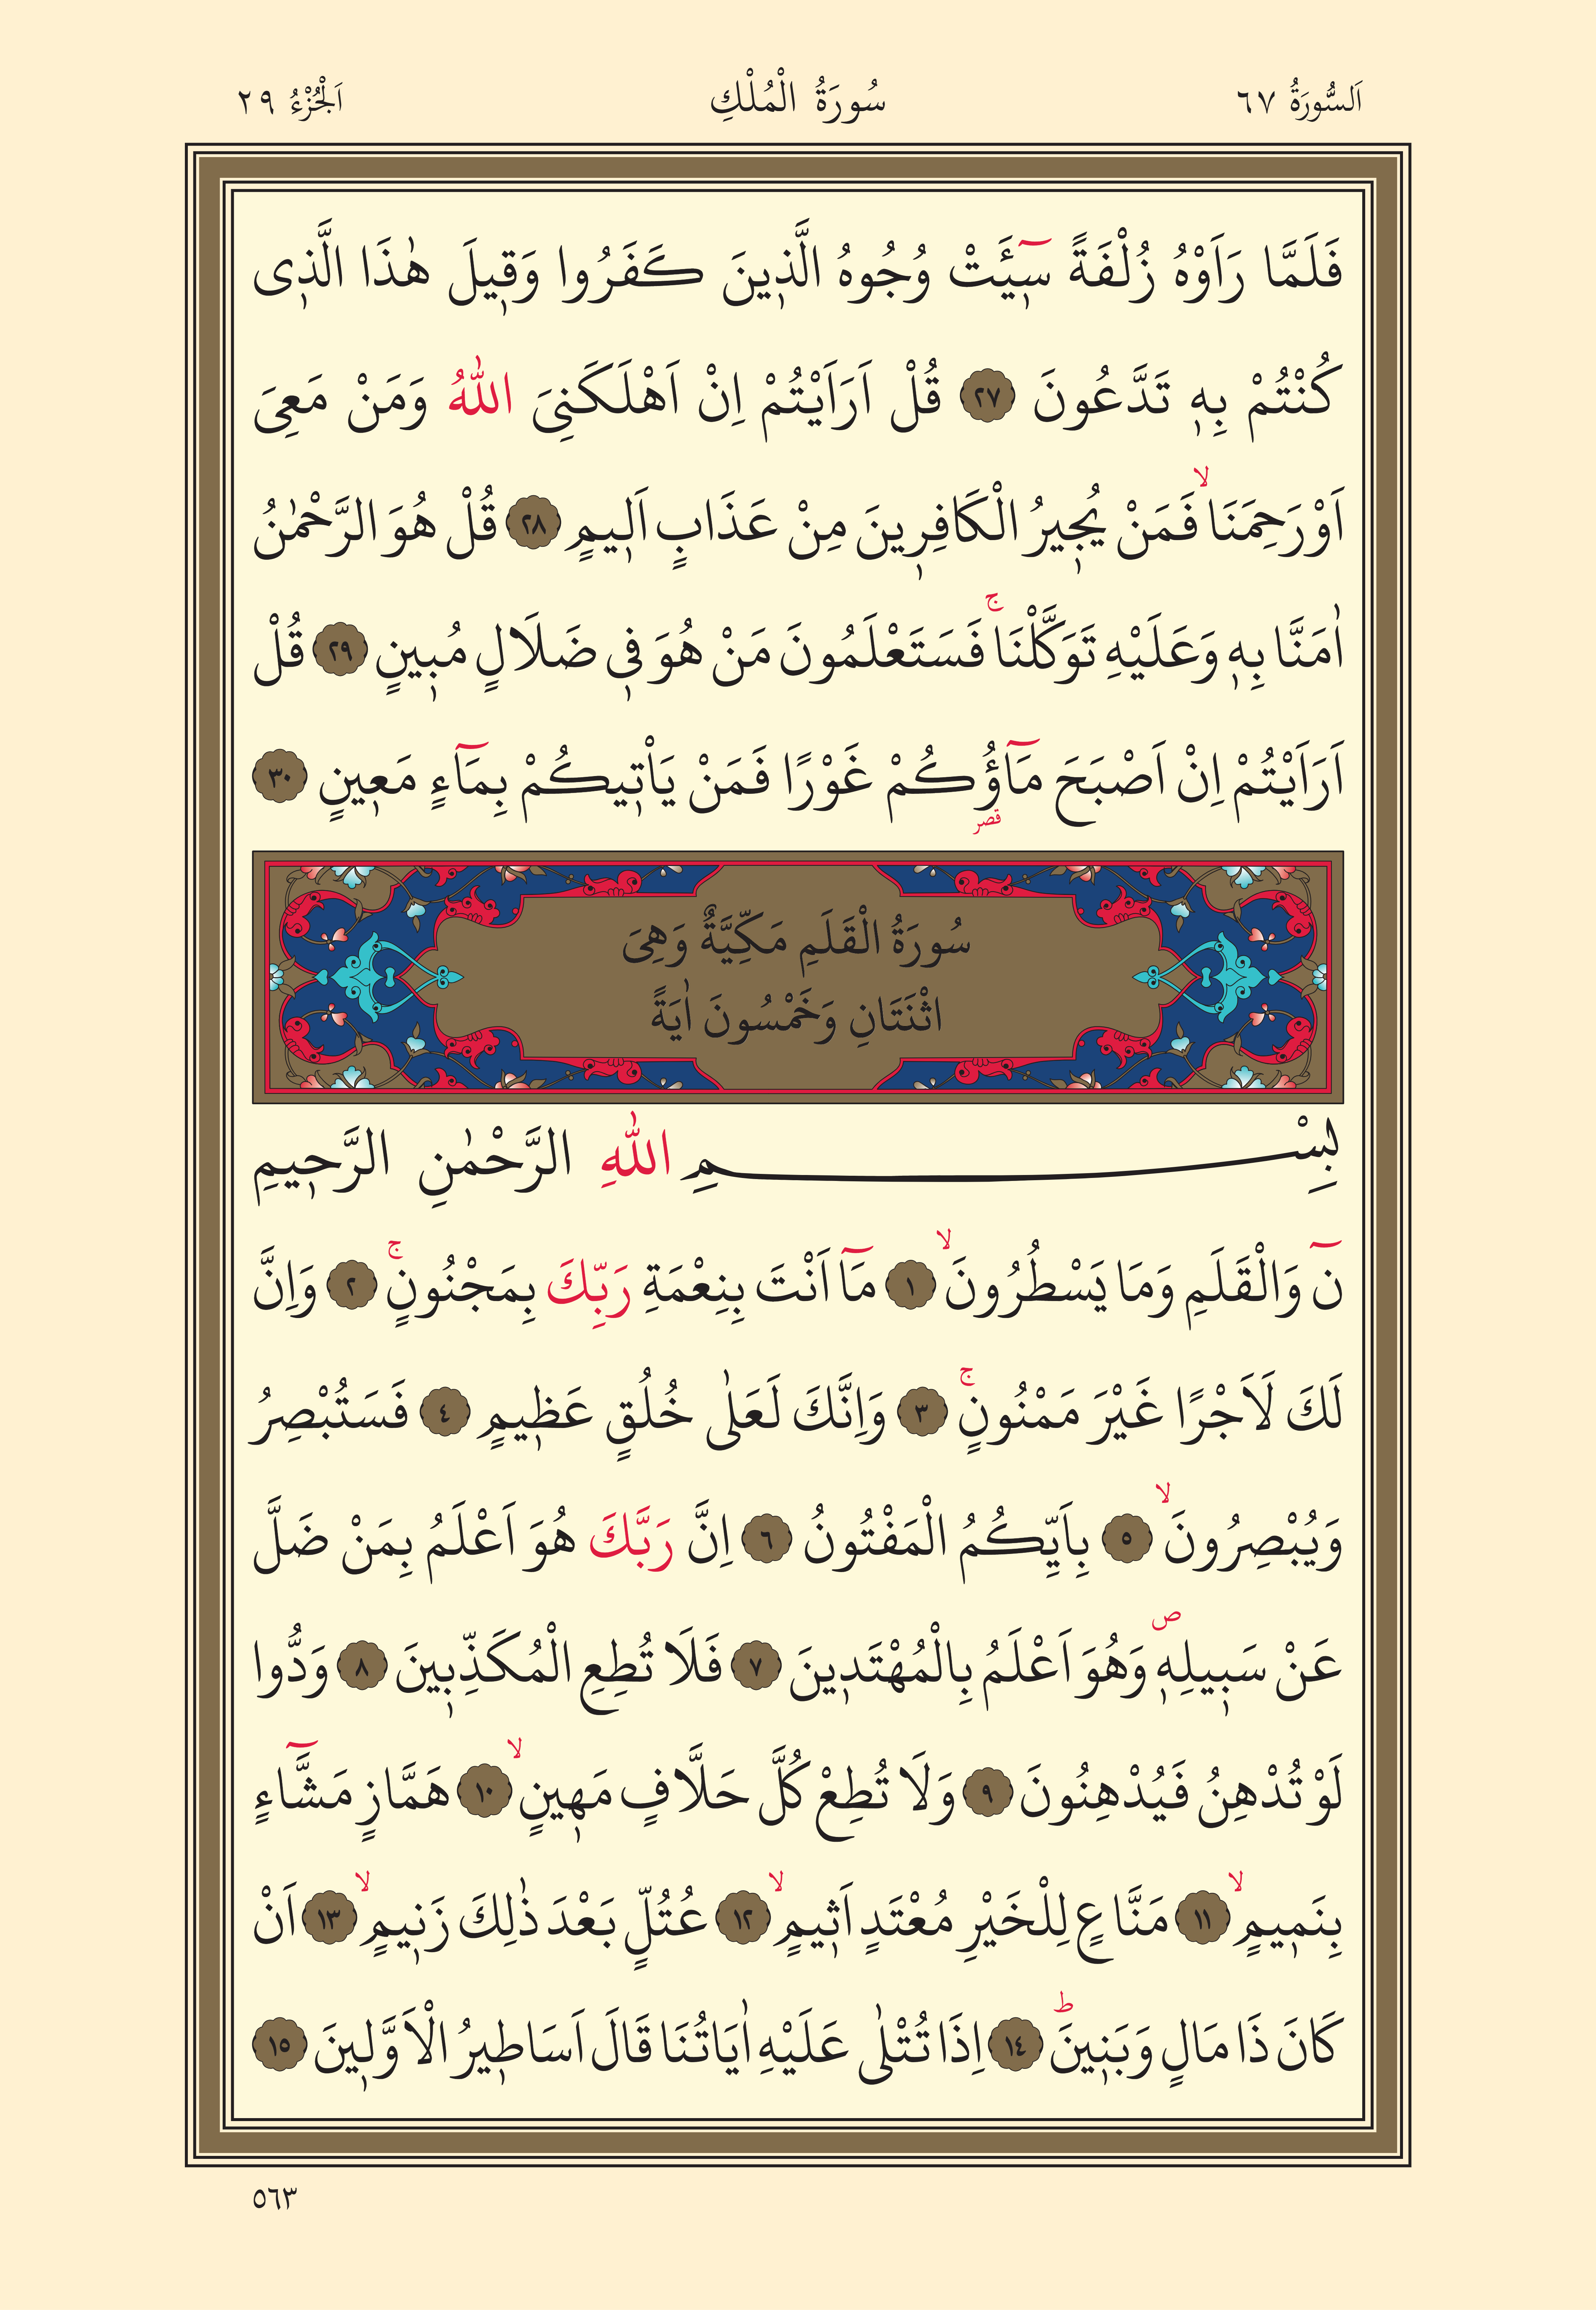 اَلسُّورَةُ ٦٧ سُورَةُ الْمُلْكِ اَلْجُزْءُ ٢٩
فَلَمَّا رَاَوْهُ زُلْفَةً سٖٓيـَٔتْ وُجُوهُ الَّذٖينَ كَفَرُوا وَقٖيلَ هٰذَا الَّذٖى
كُنْتُمْ بِهٖ تَدَّعُونَ ٢٧ قُلْ اَرَاَيْتُمْ اِنْ اَهْلَكَنِىَ اللّٰهُ وَمَنْ مَعِىَ
اَوْ رَحِمَنَاۙ فَمَنْ يُجٖيرُ الْكَافِرٖينَ مِنْ عَذَابٍ اَلٖيمٍ ٢٨ قُلْ هُوَ الرَّحْمٰنُ
اٰمَنَّا بِهٖ وَعَلَيْهِ تَوَكَّلْنَاۚ فَسَتَعْلَمُونَ مَنْ هُوَ فٖى ضَلَالٍ مُبٖينٍ ٢٩ قُلْ
اَرَاَيْتُمْ اِنْ اَصْبَحَ مَٓاؤُكُمْ غَوْرًا فَمَنْ يَاْتٖيكُمْ بِمَٓاءٍ مَعٖينٍ ٣٠
قصر
سُورَةُ الْقَلَمِ مَكِّيَّةٌ وَهِىَ
اثْنَتَانِ وَخَمْسُونَ اٰيَةً
بِسْمِ اللّٰهِ الرَّحْمٰنِ الرَّحٖيمِ
نٓ وَالْقَلَمِ وَمَا يَسْطُرُونَۙ ١ مَٓا اَنْتَ بِنِعْمَةِ رَبِّكَ بِمَجْنُونٍۚ ٢ وَاِنَّ
لَكَ لَاَجْرًا غَيْرَ مَمْنُونٍۚ ٣ وَاِنَّكَ لَعَلٰى خُلُقٍ عَظٖيمٍ ٤ فَسَتُبْصِرُ
وَيُبْصِرُونَۙ ٥ بِاَيِّكُمُ الْمَفْتُونُ ٦ اِنَّ رَبَّكَ هُوَ اَعْلَمُ بِمَنْ ضَلَّ
عَنْ سَبٖيلِهٖࣕ وَهُوَ اَعْلَمُ بِالْمُهْتَدٖينَ ٧ فَلَا تُطِعِ الْمُكَذِّبٖينَ ٨ وَدُّوا
لَوْ تُدْهِنُ فَيُدْهِنُونَ ٩ وَلَا تُطِعْ كُلَّ حَلَّافٍ مَهٖينٍۙ ١٠ هَمَّازٍ مَشَّٓاءٍ
بِنَمٖيمٍۙ ١١ مَنَّاعٍ لِلْخَيْرِ مُعْتَدٍ اَثٖيمٍۙ ١٢ عُتُلٍّ بَعْدَ ذٰلِكَ زَنٖيمٍۙ ١٣ اَنْ
كَانَ ذَا مَالٍ وَبَنٖينَؕ ١٤ اِذَا تُتْلٰى عَلَيْهِ اٰيَاتُنَا قَالَ اَسَاطٖيرُ الْاَوَّلٖينَ ١٥
٥٦٣